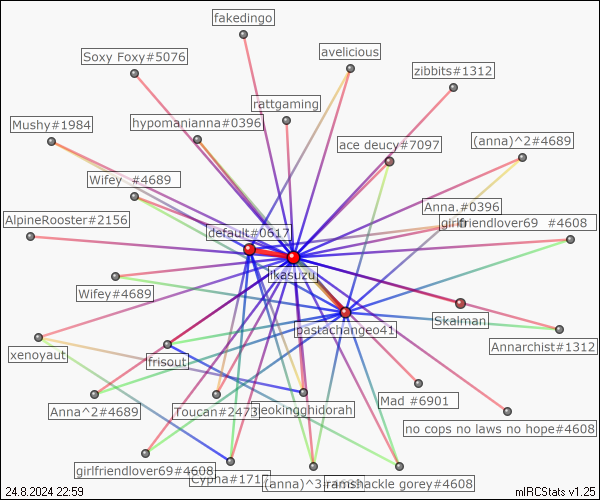 fakedingo
Soxy Foxy#5076
avelicious
zibbits#1312
rattgaming
Mushy#1984
hypomanianna#0396
ace deucy#7097
(anna)^2#4689
Wifey  #4689
Anna.#0396
AlpineRooster#2156
girlfriendlover69  #4608
default#0617
ikasuzu
Wifey#4689
pastachangeo41
Skalman
Annarchist#1312
xenoyaut
frisout
Mad #6901
Anna^2#4689
Toucan#2473
eokingghidorah
no cops no laws no hope#4608
girlfriendlover69#4608
Cypha#171
(anna)^3
ramshackle gorey#4608
24.8.2024 22:59
mIRCStats v1.25